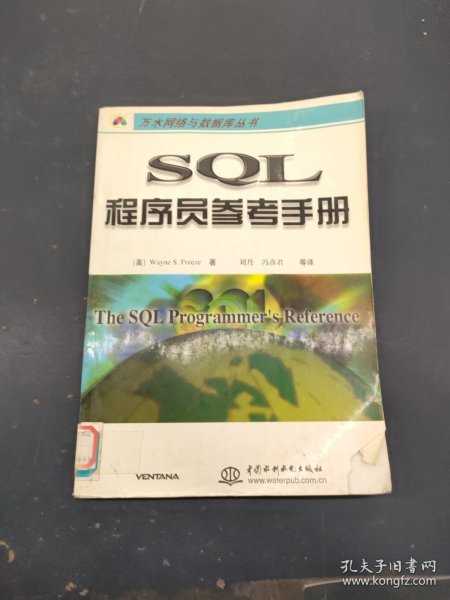 万水网络与数据库丛书
SQL
程序员参考手册
[美] Wayne S. Freeze 著 周丹 冯彦君 等译
SQL
The SQL Programmer's Reference
VENTANA
中国水利水电出版社
www.waterpub.com.cn
孔夫子旧书网
www.kongfz.com